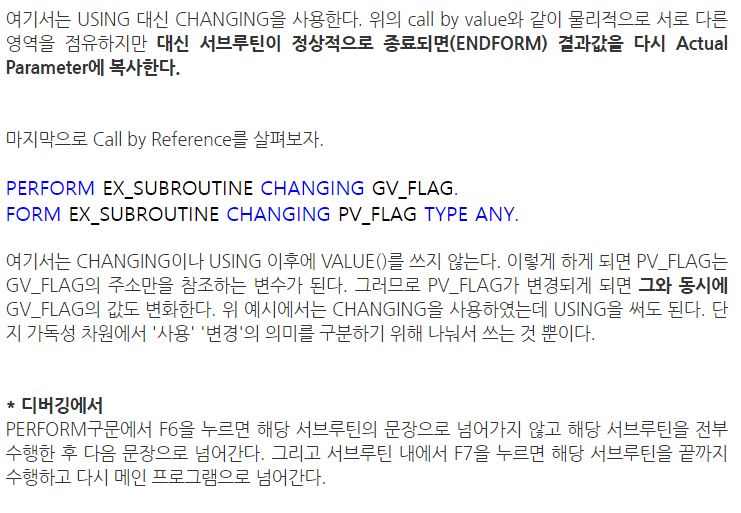 여기서는 USING 대신 CHANGING을 사용한다. 위의 call by value와 같이 물리적으로 서로 다른
영역을 점유하지만 대신 서브루틴이 정상적으로 종료되면(ENDFORM) 결과값을 다시 Actual
Parameter에 복사한다.
마지막으로 Call by Reference를 살펴보자.
PERFORM EX_SUBROUTINE CHANGING GV_FLAG.
FORM EX_SUBROUTINE CHANGING PV_FLAG TYPE ANY.
여기서는 CHANGING이나 USING 이후에 VALUE()를 쓰지 않는다. 이렇게 하게 되면 PV_FLAG는
GV_FLAG의 주소만을 참조하는 변수가 된다. 그러므로 PV_FLAG가 변경되게 되면 그와 동시에
GV_FLAG의 값도 변화한다. 위 예시에서는 CHANGING을 사용하였는데 USING을 써도 된다. 단
지 가독성 차원에서 '사용' '변경'의 의미를 구분하기 위해 나눠서 쓰는 것 뿐이다.
* 디버깅에서
PERFORM구문에서 F6을 누르면 해당 서브루틴의 문장으로 넘어가지 않고 해당 서브루틴을 전부
수행한 후 다음 문장으로 넘어간다. 그리고 서브루틴 내에서 F7을 누르면 해당 서브루틴을 끝까지
수행하고 다시 메인 프로그램으로 넘어간다.